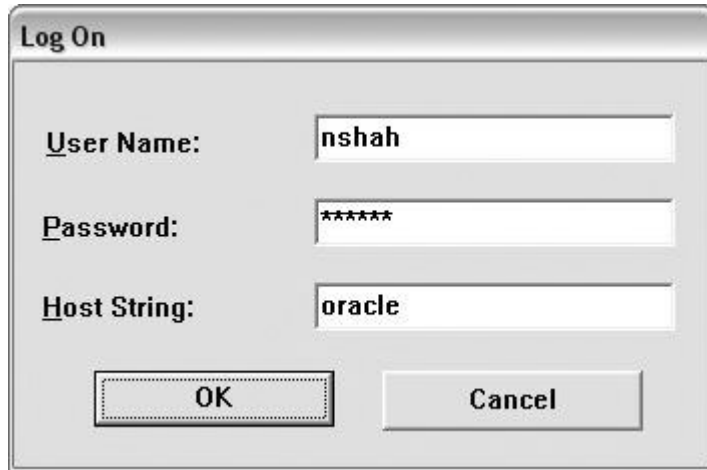 Log On
User Name: nshah
Password: ******
Host String: oracle
OK Cancel